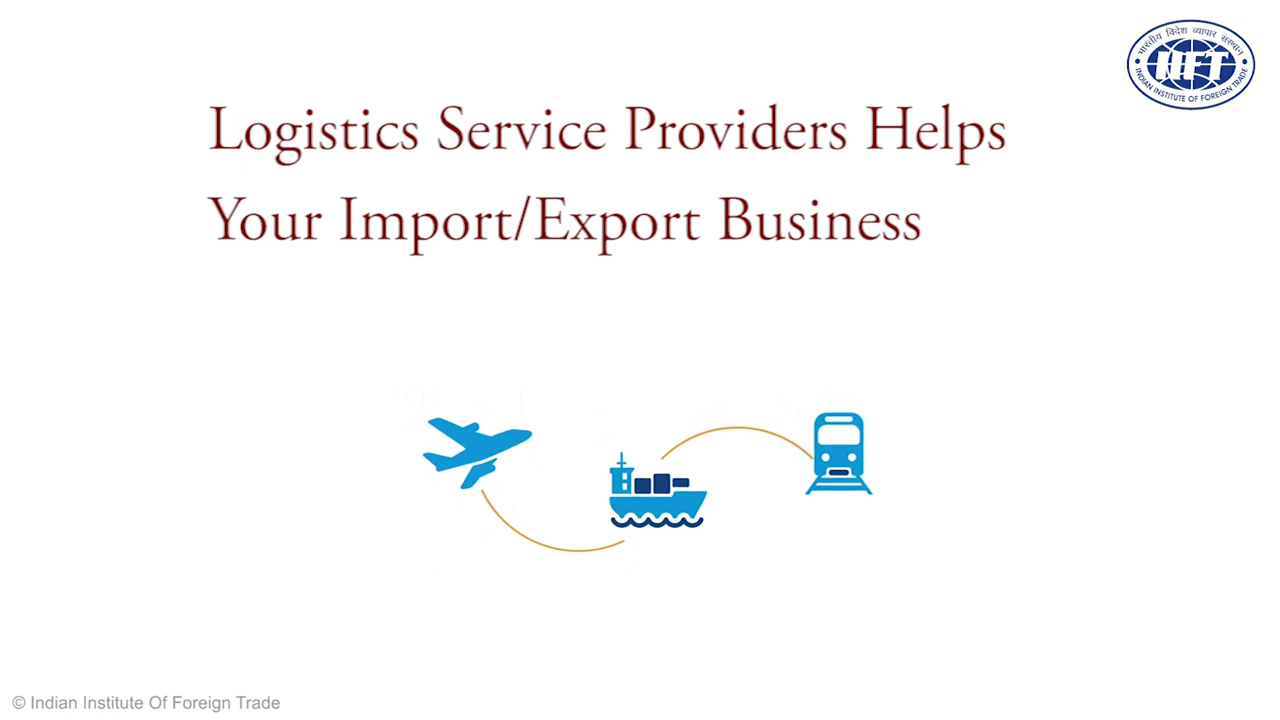 भारतीय विदेश व्यापार संस्थान
IIFT
INDIAN INSTITUTE OF FOREIGN TRADE
Logistics Service Providers Helps
Your Import/Export Business
© Indian Institute Of Foreign Trade